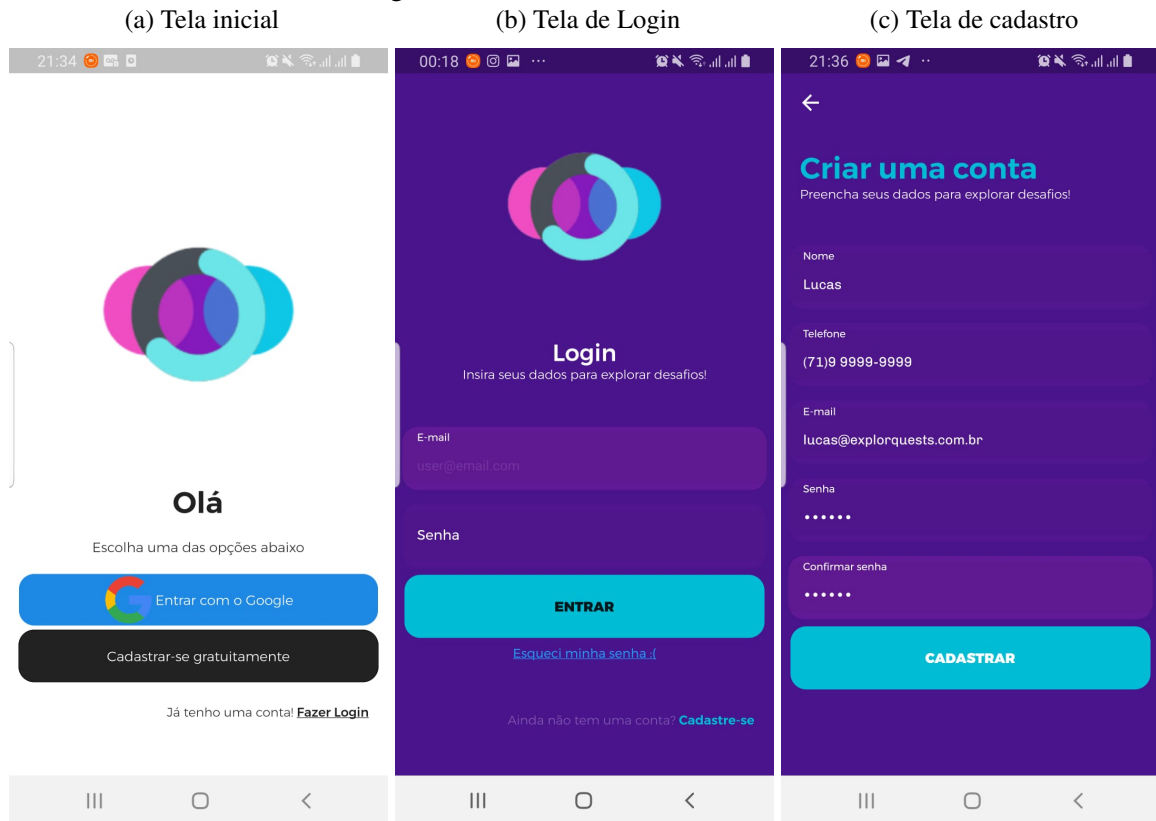 (a) Tela inicial
21:34
Olá
Escolha uma das opções abaixo
Entrar com o Google
Cadastrar-se gratuitamente
Já tenho uma conta! Fazer Login
(b) Tela de Login
00:18
Login
Insira seus dados para explorar desafios!
E-mail
user@email.com
Senha
ENTRAR
Esqueci minha senha :(
Ainda não tem uma conta? Cadastre-se
(c) Tela de cadastro
21:36
Criar uma conta
Preencha seus dados para explorar desafios!
Nome
Lucas
Telefone
(71)9 9999-9999
E-mail
lucas@explorquests.com.br
Senha
••••••
Confirmar senha
••••••
CADASTRAR